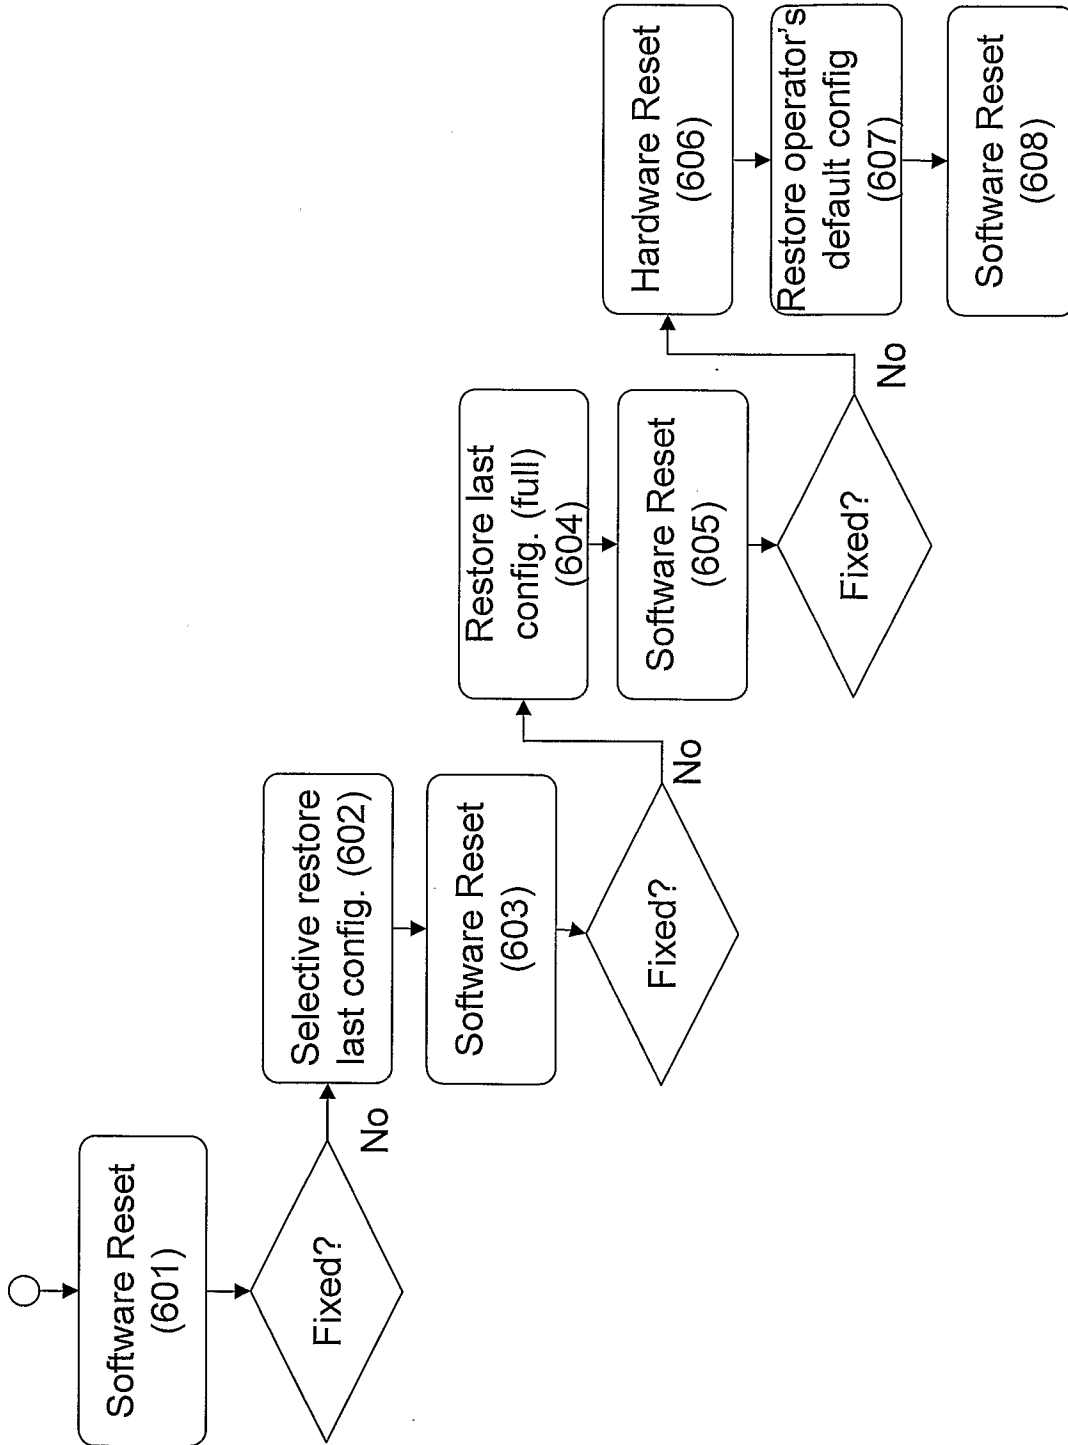 Software Reset
(601)
Fixed?
No
Selective restore
last config. (602)
Software Reset
(603)
Fixed?
No
Restore last
config. (full)
(604)
Software Reset
(605)
Fixed?
No
Hardware Reset
(606)
Restore operator's
default config
(607)
Software Reset
(608)